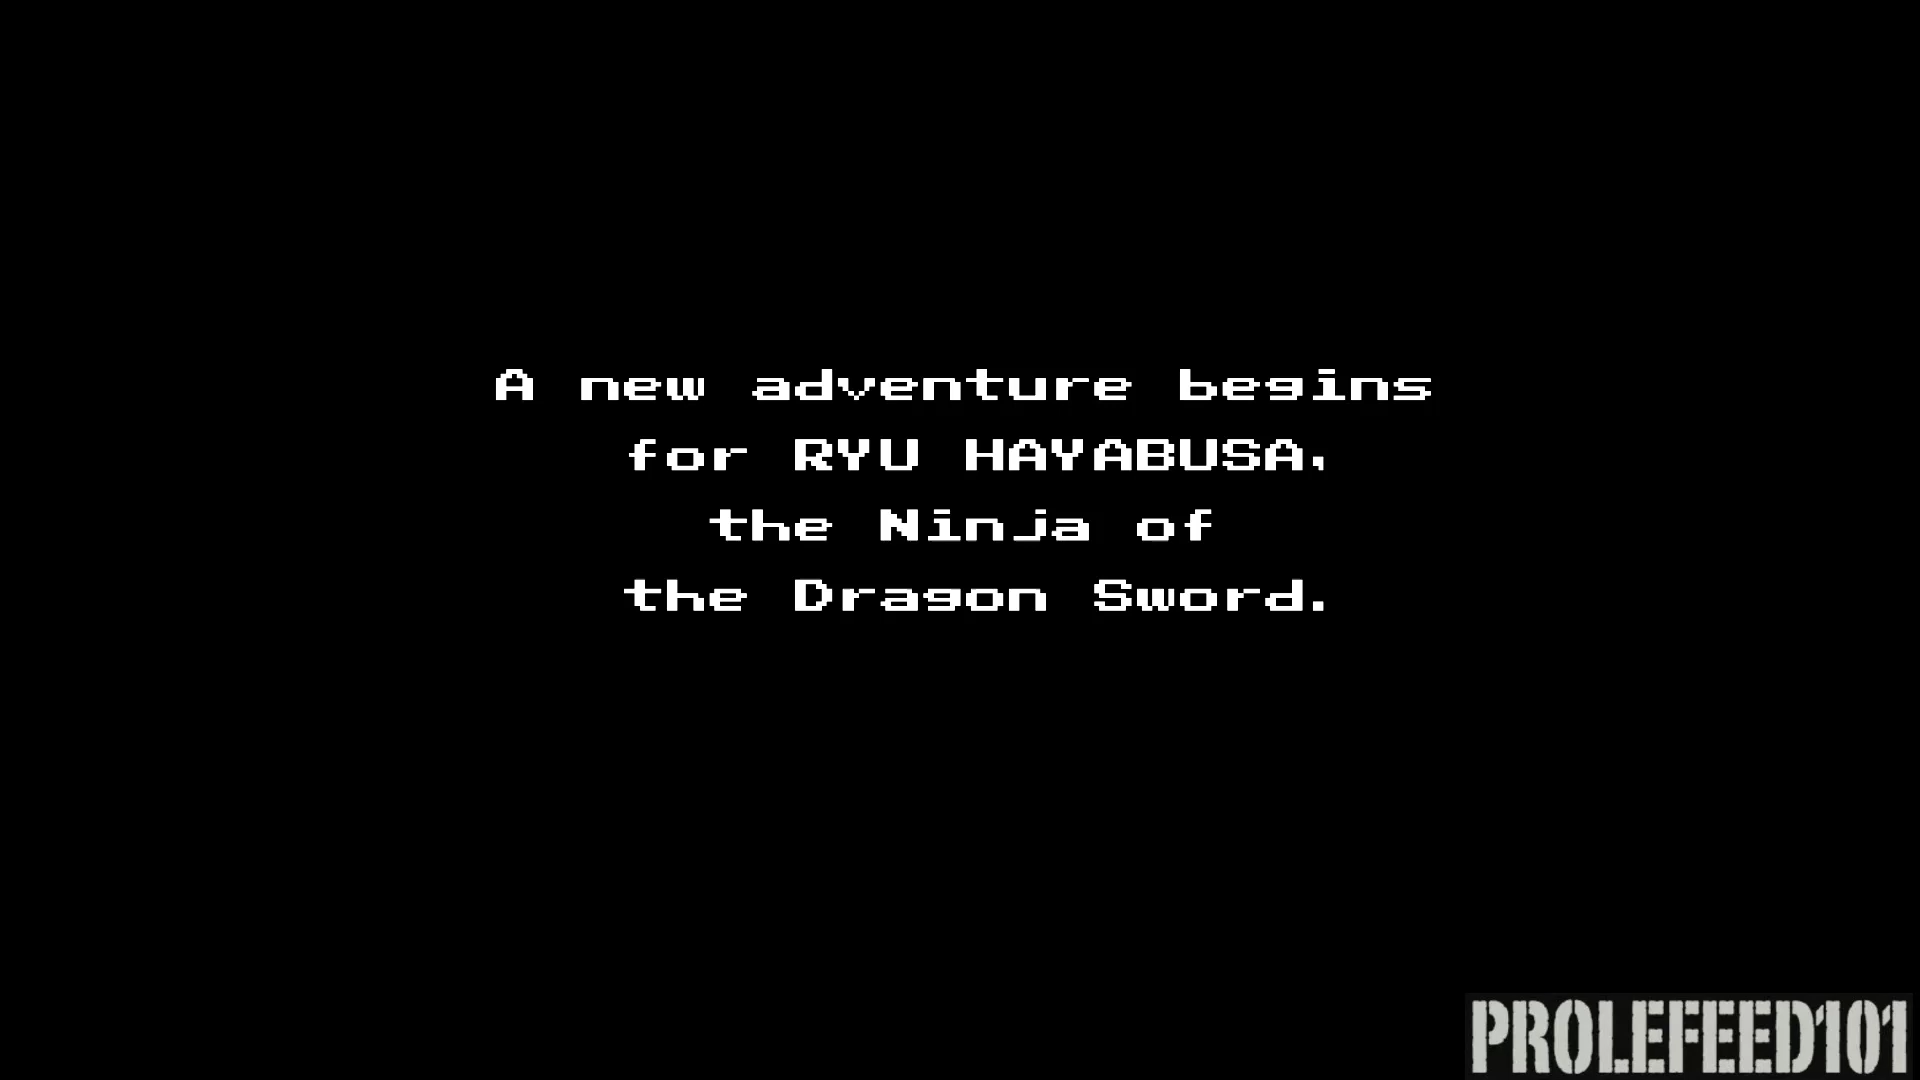 A new adventure begins
for RYU HAYABUSA,
the Ninja of
the Dragon Sword.
PROLEFEED101